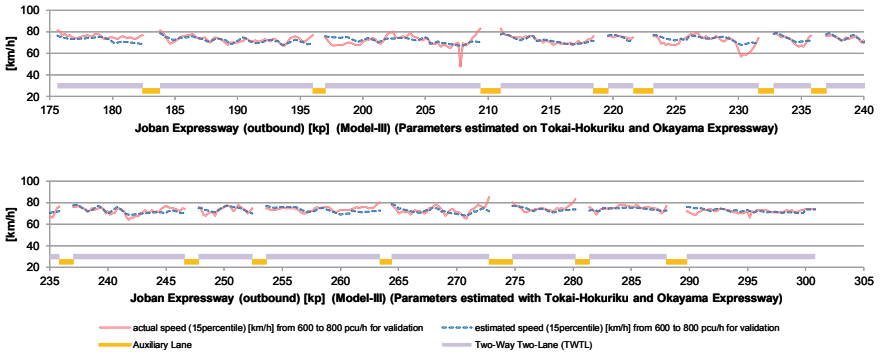 100
80
60
40
20
[km/h]
175 180 185 190 195 200 205 210 215 220 225 230 235 240
Joban Expressway (outbound) [kp] (Model-III) (Parameters estimated on Tokai-Hokuriku and Okayama Expressway)
100
80
60
40
20
[km/h]
235 240 245 250 255 260 265 270 275 280 285 290 295 300 305
Joban Expressway (outbound) [kp] (Model-III) (Parameters estimated with Tokai-Hokuriku and Okayama Expressway)
actual speed (15percentile) [km/h] from 600 to 800 pcu/h for validation
estimated speed (15percentile) [km/h] from 600 to 800 pcu/h for validation
Auxiliary Lane
Two-Way Two-Lane (TWTL)